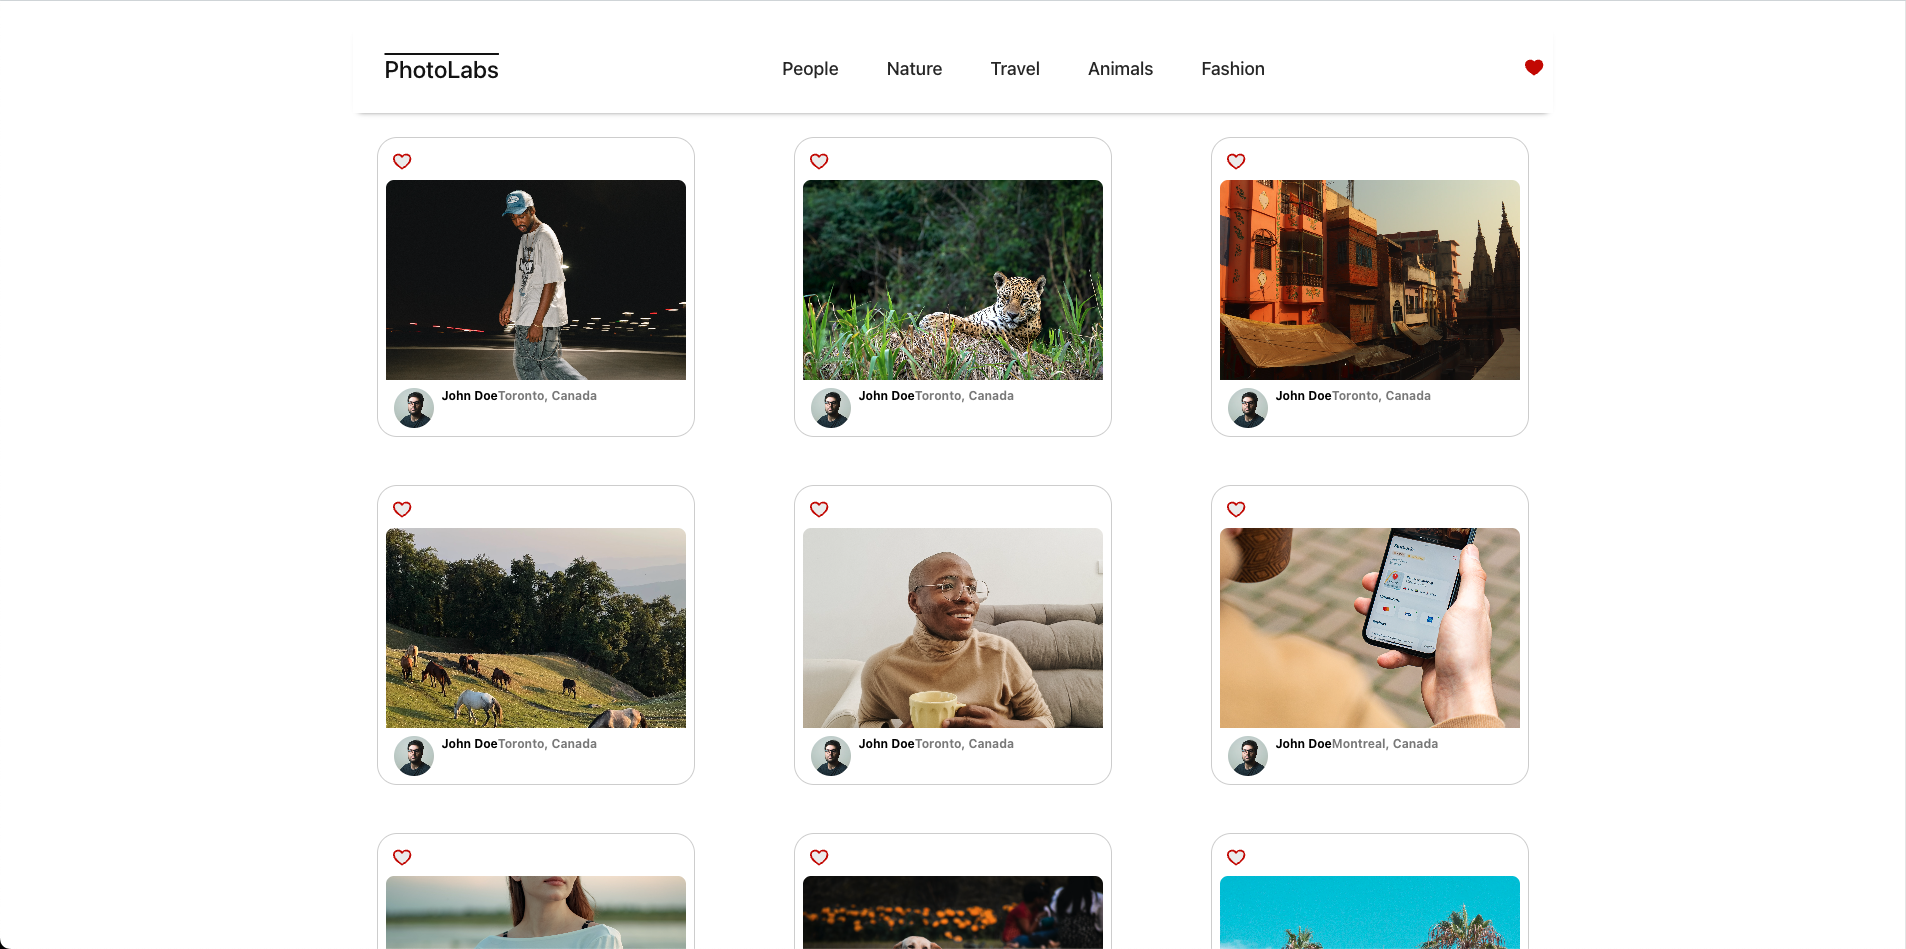 PhotoLabs
People Nature Travel Animals Fashion
John DoeToronto, Canada
John DoeToronto, Canada
John DoeToronto, Canada
John DoeToronto, Canada
John DoeToronto, Canada
John DoeMontreal, Canada